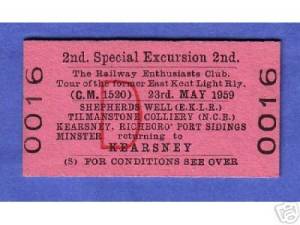 2nd. Special Excursion 2nd.
The Railway Enthusiasts Club.
Tour of the former East Kent Light Rly.
(C.M. 1520) 23rd. MAY 1959
SHEPHERDS WELL (E.K.L.R.)
TILMANSTONE COLLIERY (N.C.B.)
KEARSNEY, RICHBORO' PORT SIDINGS
MINSTER returning to
KEARSNEY
(S) FOR CONDITIONS SEE OVER
0016
0016
D
eb